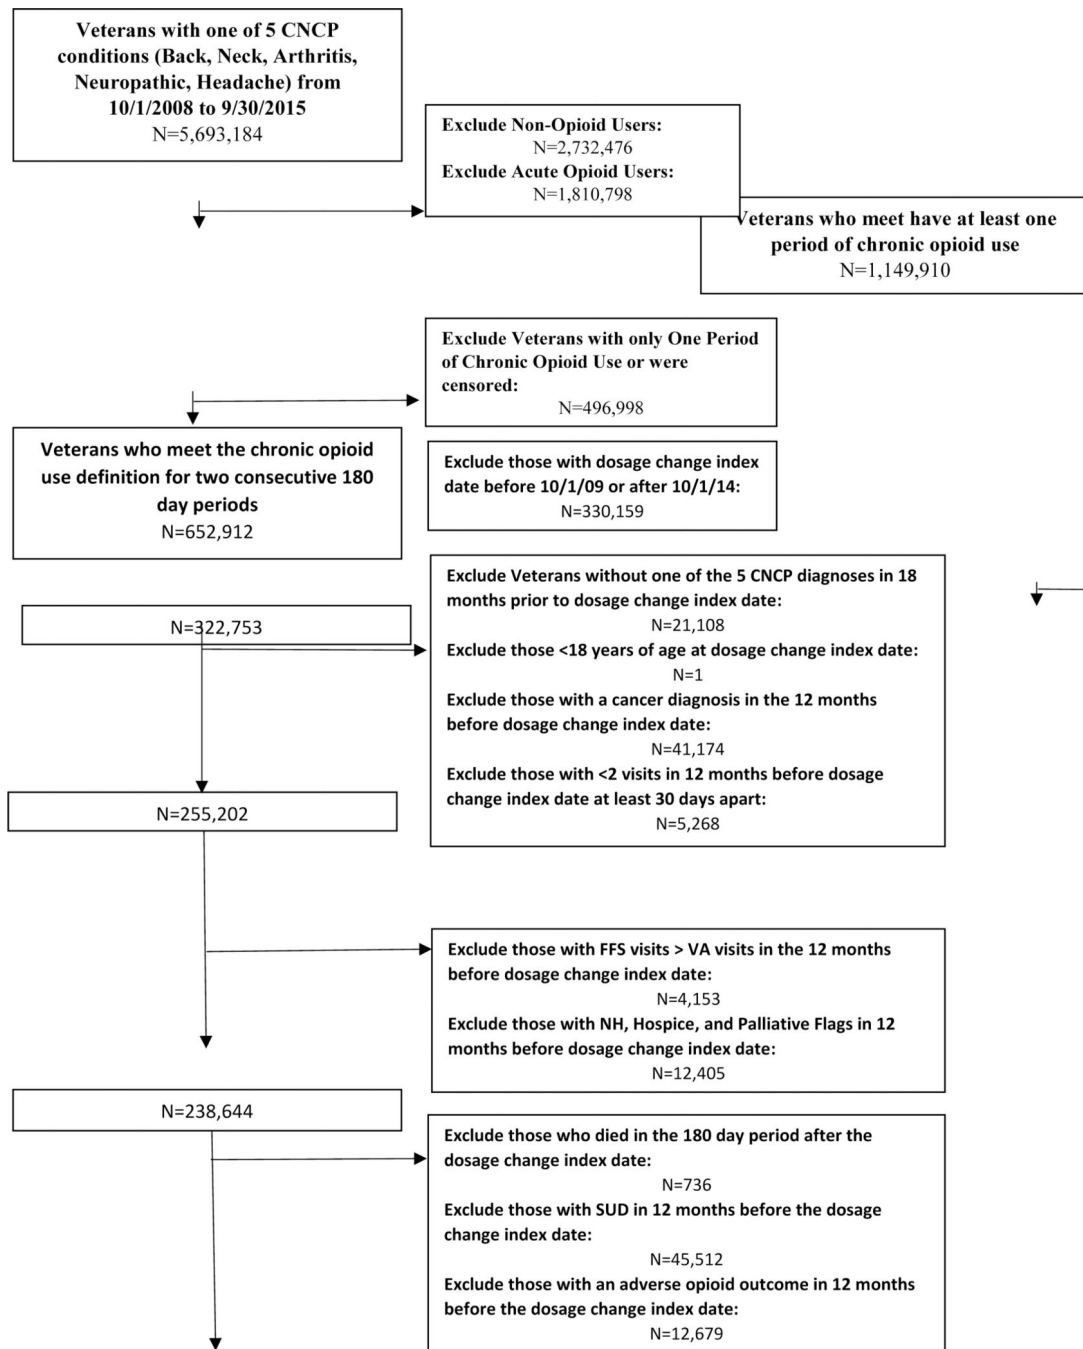 Veterans with one of 5 CNCP
conditions (Back, Neck, Arthritis,
Neuropathic, Headache) from
10/1/2008 to 9/30/2015
N=5,693,184
Exclude Non-Opioid Users:
N=2,732,476
Exclude Acute Opioid Users:
N=1,810,798
Veterans who meet have at least one
period of chronic opioid use
N=1,149,910
Exclude Veterans with only One Period
of Chronic Opioid Use or were
censored:
N=496,998
Veterans who meet the chronic opioid
use definition for two consecutive 180
day periods
N=652,912
Exclude those with dosage change index
date before 10/1/09 or after 10/1/14:
N=330,159
N=322,753
Exclude Veterans without one of the 5 CNCP diagnoses in 18
months prior to dosage change index date:
N=21,108
Exclude those <18 years of age at dosage change index date:
N=1
Exclude those with a cancer diagnosis in the 12 months
before dosage change index date:
N=41,174
Exclude those with <2 visits in 12 months before dosage
change index date at least 30 days apart:
N=5,268
N=255,202
Exclude those with FFS visits > VA visits in the 12 months
before dosage change index date:
N=4,153
Exclude those with NH, Hospice, and Palliative Flags in 12
months before dosage change index date:
N=12,405
N=238,644
Exclude those who died in the 180 day period after the
dosage change index date:
N=736
Exclude those with SUD in 12 months before the dosage
change index date:
N=45,512
Exclude those with an adverse opioid outcome in 12 months
before the dosage change index date:
N=12,679